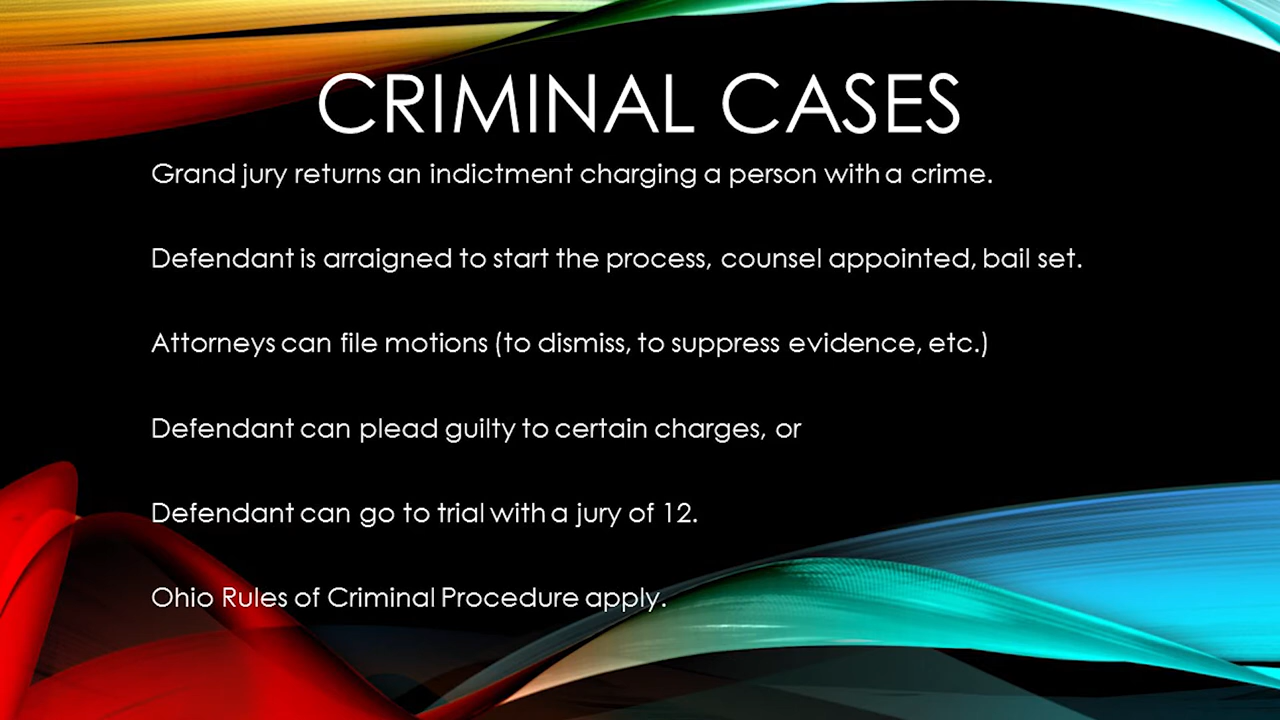 CRIMINAL CASES
Grand jury returns an indictment charging a person with a crime.
Defendant is arraigned to start the process, counsel appointed, bail set.
Attorneys can file motions (to dismiss, to suppress evidence, etc.)
Defendant can plead guilty to certain charges, or
Defendant can go to trial with a jury of 12.
Ohio Rules of Criminal Procedure apply.